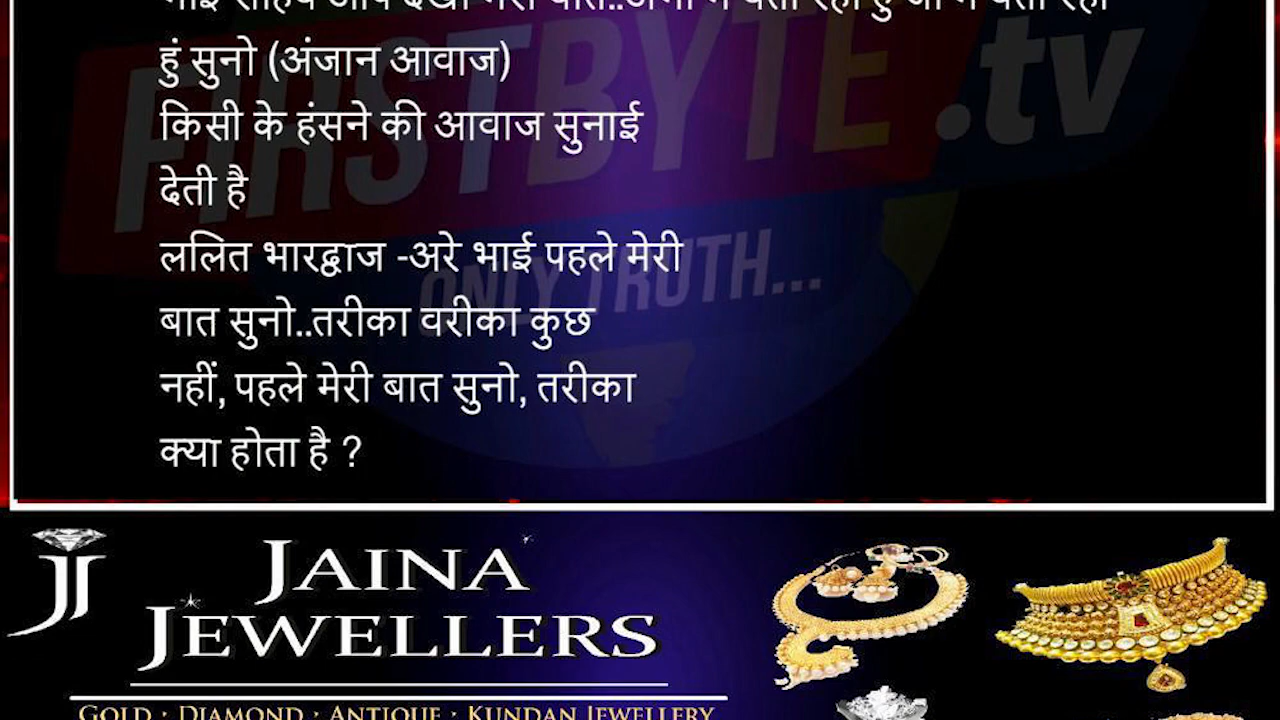 हुं सुनो (अंजान आवाज)
किसी के हंसने की आवाज सुनाई
देती है
ललित भारद्वाज -अरे भाई पहले मेरी
बात सुनो..तरीका वरीका कुछ
नहीं, पहले मेरी बात सुनो, तरीका
क्या होता है ?
FIRSTBYTE.tv
ONLY TRUTH...
JJ
JAINA
JEWELLERS
GOLD : DIAMOND : ANTIQUE : KUNDAN JEWELLERY